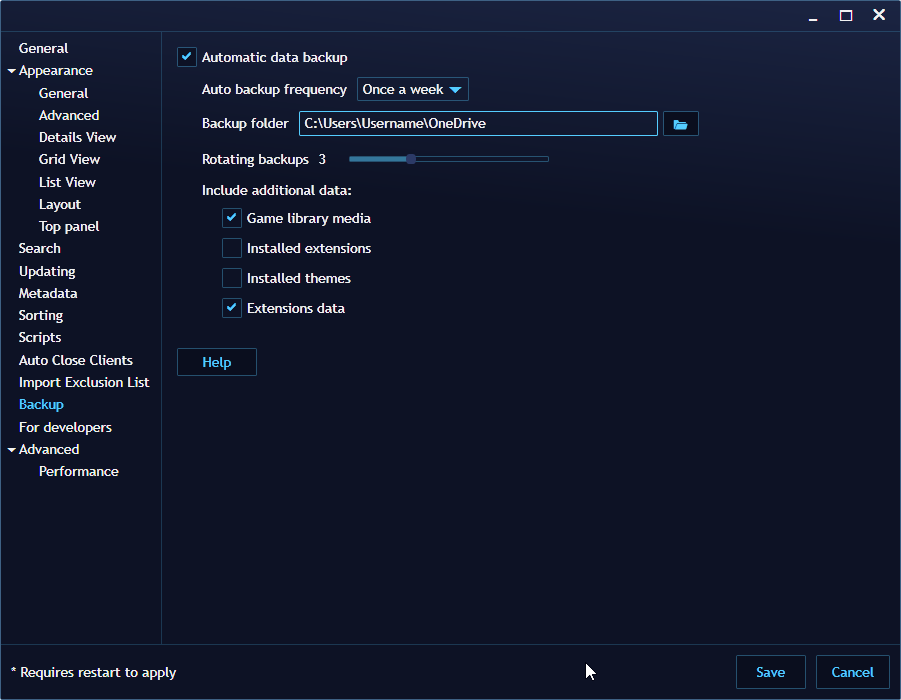 General
Appearance
General
Advanced
Details View
Grid View
List View
Layout
Top panel
Search
Updating
Metadata
Sorting
Scripts
Auto Close Clients
Import Exclusion List
Backup
For developers
Advanced
Performance
Automatic data backup
Auto backup frequency Once a week
Backup folder C:\Users\Username\OneDrive
Rotating backups 3
Include additional data:
Game library media
Installed extensions
Installed themes
Extensions data
Help
* Requires restart to apply
Save Cancel